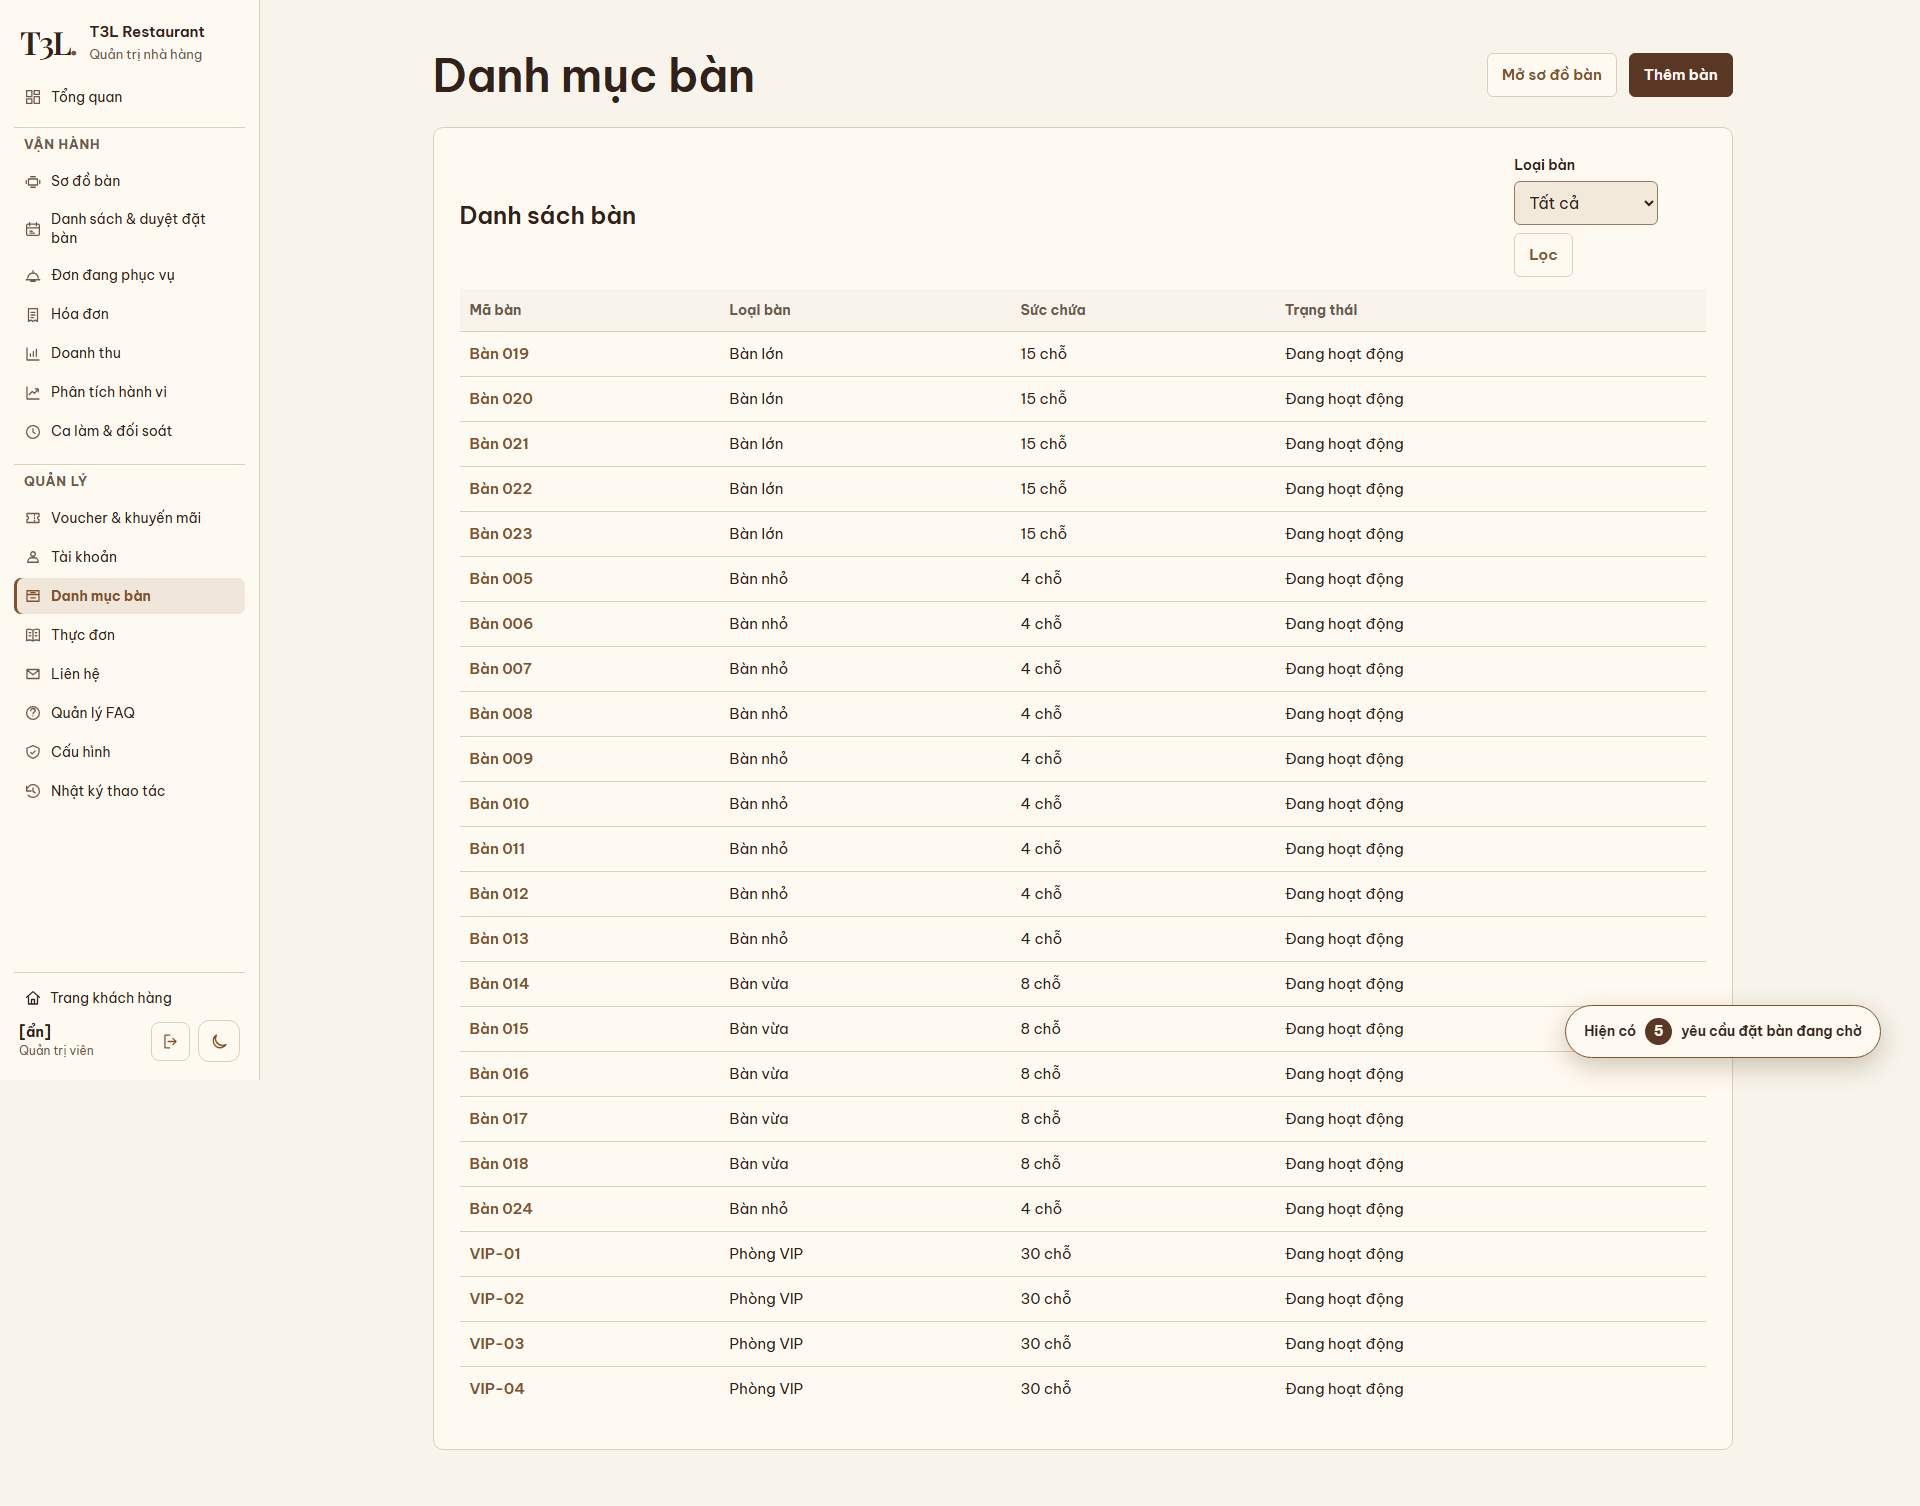 T3L.
T3L Restaurant
Quản trị nhà hàng
Tổng quan
VẬN HÀNH
Sơ đồ bàn
Danh sách & duyệt đặt
bàn
Đơn đang phục vụ
Hóa đơn
Doanh thu
Phân tích hành vi
Ca làm & đối soát
QUẢN LÝ
Voucher & khuyến mãi
Tài khoản
Danh mục bàn
Thực đơn
Liên hệ
Quản lý FAQ
Cấu hình
Nhật ký thao tác
Trang khách hàng
[ẩn]
Quản trị viên
Danh mục bàn
Mở sơ đồ bàn
Thêm bàn
Danh sách bàn
Loại bàn
Tất cả
Lọc
Mã bàn Loại bàn Sức chứa Trạng thái
Bàn 019 Bàn lớn 15 chỗ Đang hoạt động
Bàn 020 Bàn lớn 15 chỗ Đang hoạt động
Bàn 021 Bàn lớn 15 chỗ Đang hoạt động
Bàn 022 Bàn lớn 15 chỗ Đang hoạt động
Bàn 023 Bàn lớn 15 chỗ Đang hoạt động
Bàn 005 Bàn nhỏ 4 chỗ Đang hoạt động
Bàn 006 Bàn nhỏ 4 chỗ Đang hoạt động
Bàn 007 Bàn nhỏ 4 chỗ Đang hoạt động
Bàn 008 Bàn nhỏ 4 chỗ Đang hoạt động
Bàn 009 Bàn nhỏ 4 chỗ Đang hoạt động
Bàn 010 Bàn nhỏ 4 chỗ Đang hoạt động
Bàn 011 Bàn nhỏ 4 chỗ Đang hoạt động
Bàn 012 Bàn nhỏ 4 chỗ Đang hoạt động
Bàn 013 Bàn nhỏ 4 chỗ Đang hoạt động
Bàn 014 Bàn vừa 8 chỗ Đang hoạt động
Bàn 015 Bàn vừa 8 chỗ Đang hoạt động
Bàn 016 Bàn vừa 8 chỗ Đang hoạt động
Bàn 017 Bàn vừa 8 chỗ Đang hoạt động
Bàn 018 Bàn vừa 8 chỗ Đang hoạt động
Bàn 024 Bàn nhỏ 4 chỗ Đang hoạt động
VIP-01 Phòng VIP 30 chỗ Đang hoạt động
VIP-02 Phòng VIP 30 chỗ Đang hoạt động
VIP-03 Phòng VIP 30 chỗ Đang hoạt động
VIP-04 Phòng VIP 30 chỗ Đang hoạt động
Hiện có 5 yêu cầu đặt bàn đang chờ